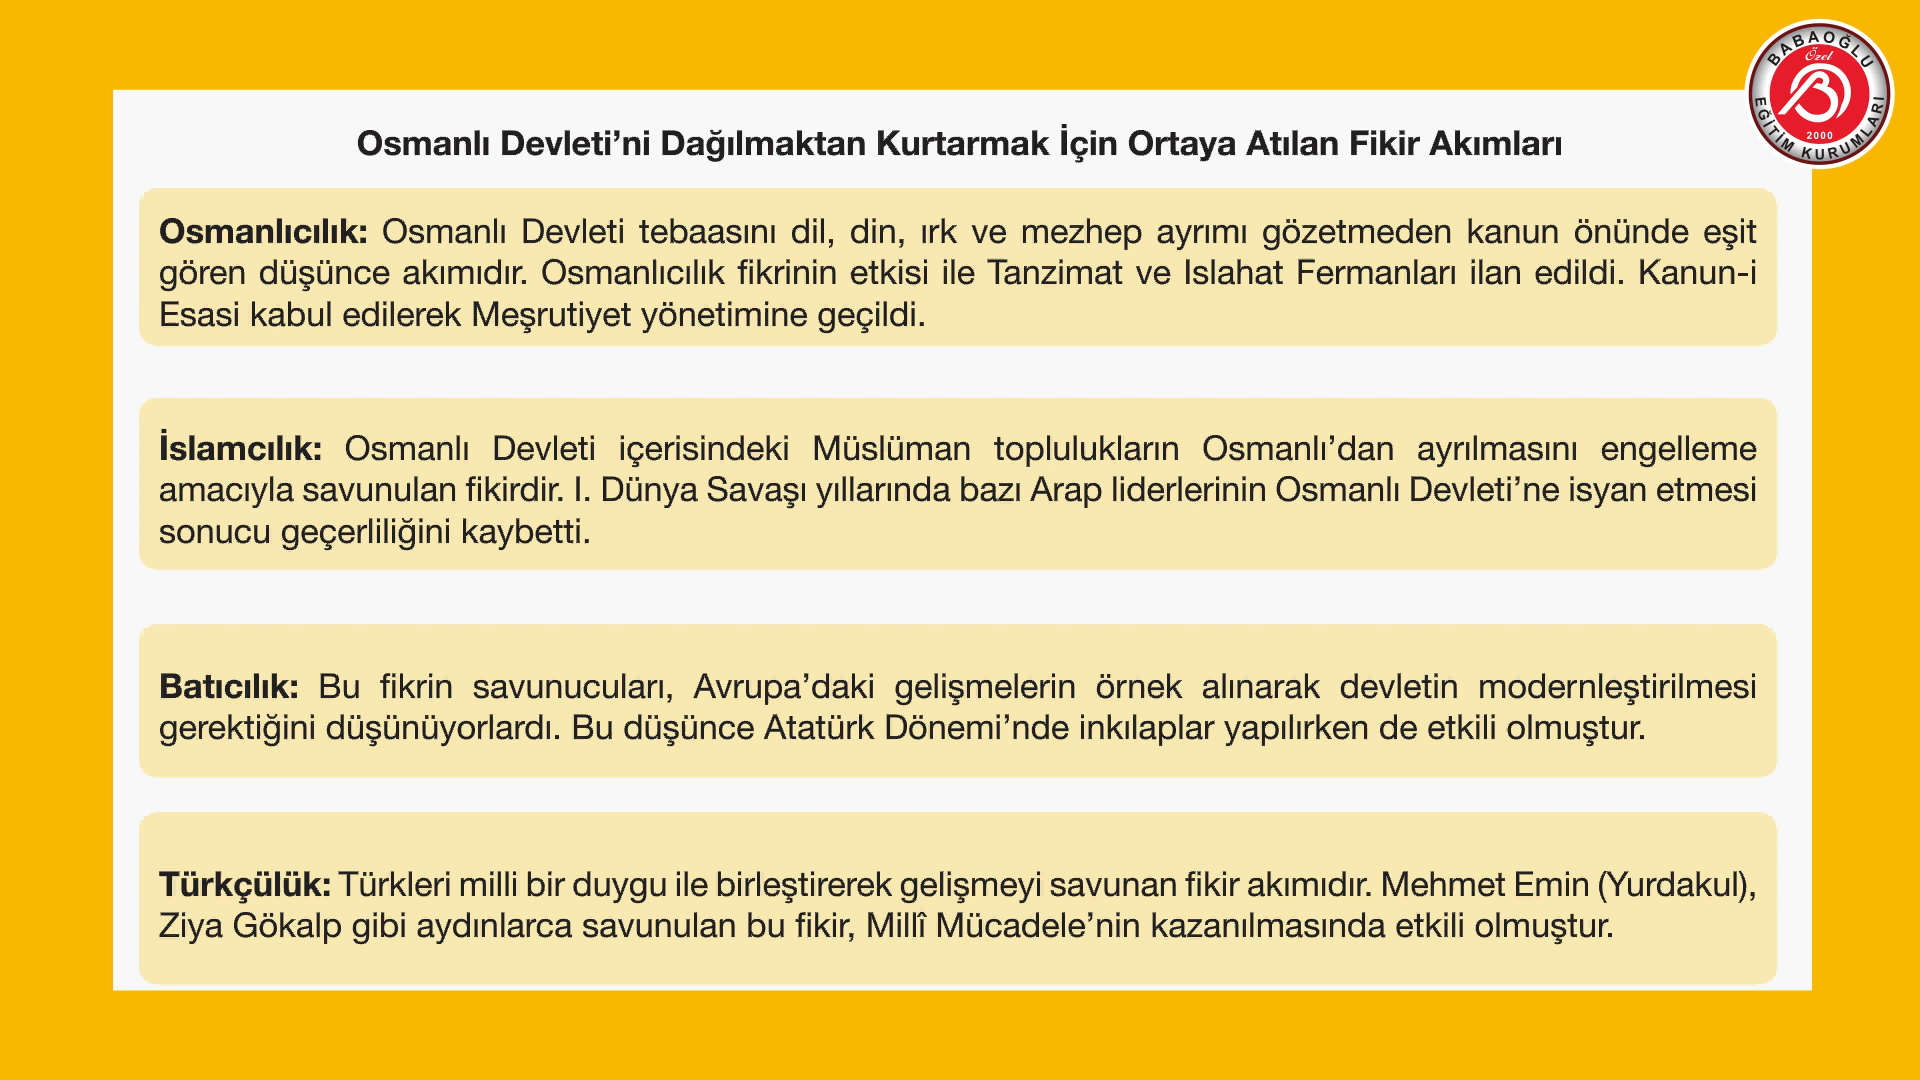 BABAOĞLU
Özel
B
2000
EĞİTİM KURUMLARI
Osmanlı Devleti’ni Dağılmaktan Kurtarmak İçin Ortaya Atılan Fikir Akımları
Osmanlıcılık: Osmanlı Devleti tebaasını dil, din, ırk ve mezhep ayrımı gözetmeden kanun önünde eşit
gören düşünce akımıdır. Osmanlıcılık fikrinin etkisi ile Tanzimat ve Islahat Fermanları ilan edildi. Kanun-i
Esasi kabul edilerek Meşrutiyet yönetimine geçildi.
İslamcılık: Osmanlı Devleti içerisindeki Müslüman toplulukların Osmanlı’dan ayrılmasını engelleme
amacıyla savunulan fikirdir. I. Dünya Savaşı yıllarında bazı Arap liderlerinin Osmanlı Devleti’ne isyan etmesi
sonucu geçerliliğini kaybetti.
Batıcılık: Bu fikrin savunucuları, Avrupa’daki gelişmelerin örnek alınarak devletin modernleştirilmesi
gerektiğini düşünüyorlardı. Bu düşünce Atatürk Dönemi’nde inkılaplar yapılırken de etkili olmuştur.
Türkçülük: Türkleri milli bir duygu ile birleştirerek gelişmeyi savunan fikir akımıdır. Mehmet Emin (Yurdakul),
Ziya Gökalp gibi aydınlarca savunulan bu fikir, Millî Mücadele’nin kazanılmasında etkili olmuştur.